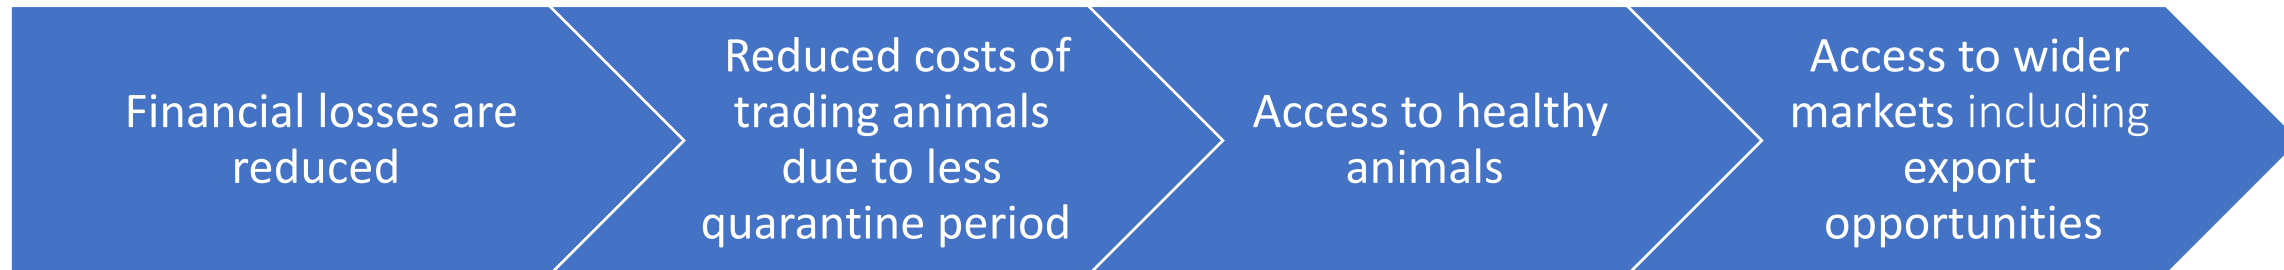 Financial losses are
reduced
Reduced costs of
trading animals
due to less
quarantine period
Access to healthy
animals
Access to wider
markets including
export
opportunities